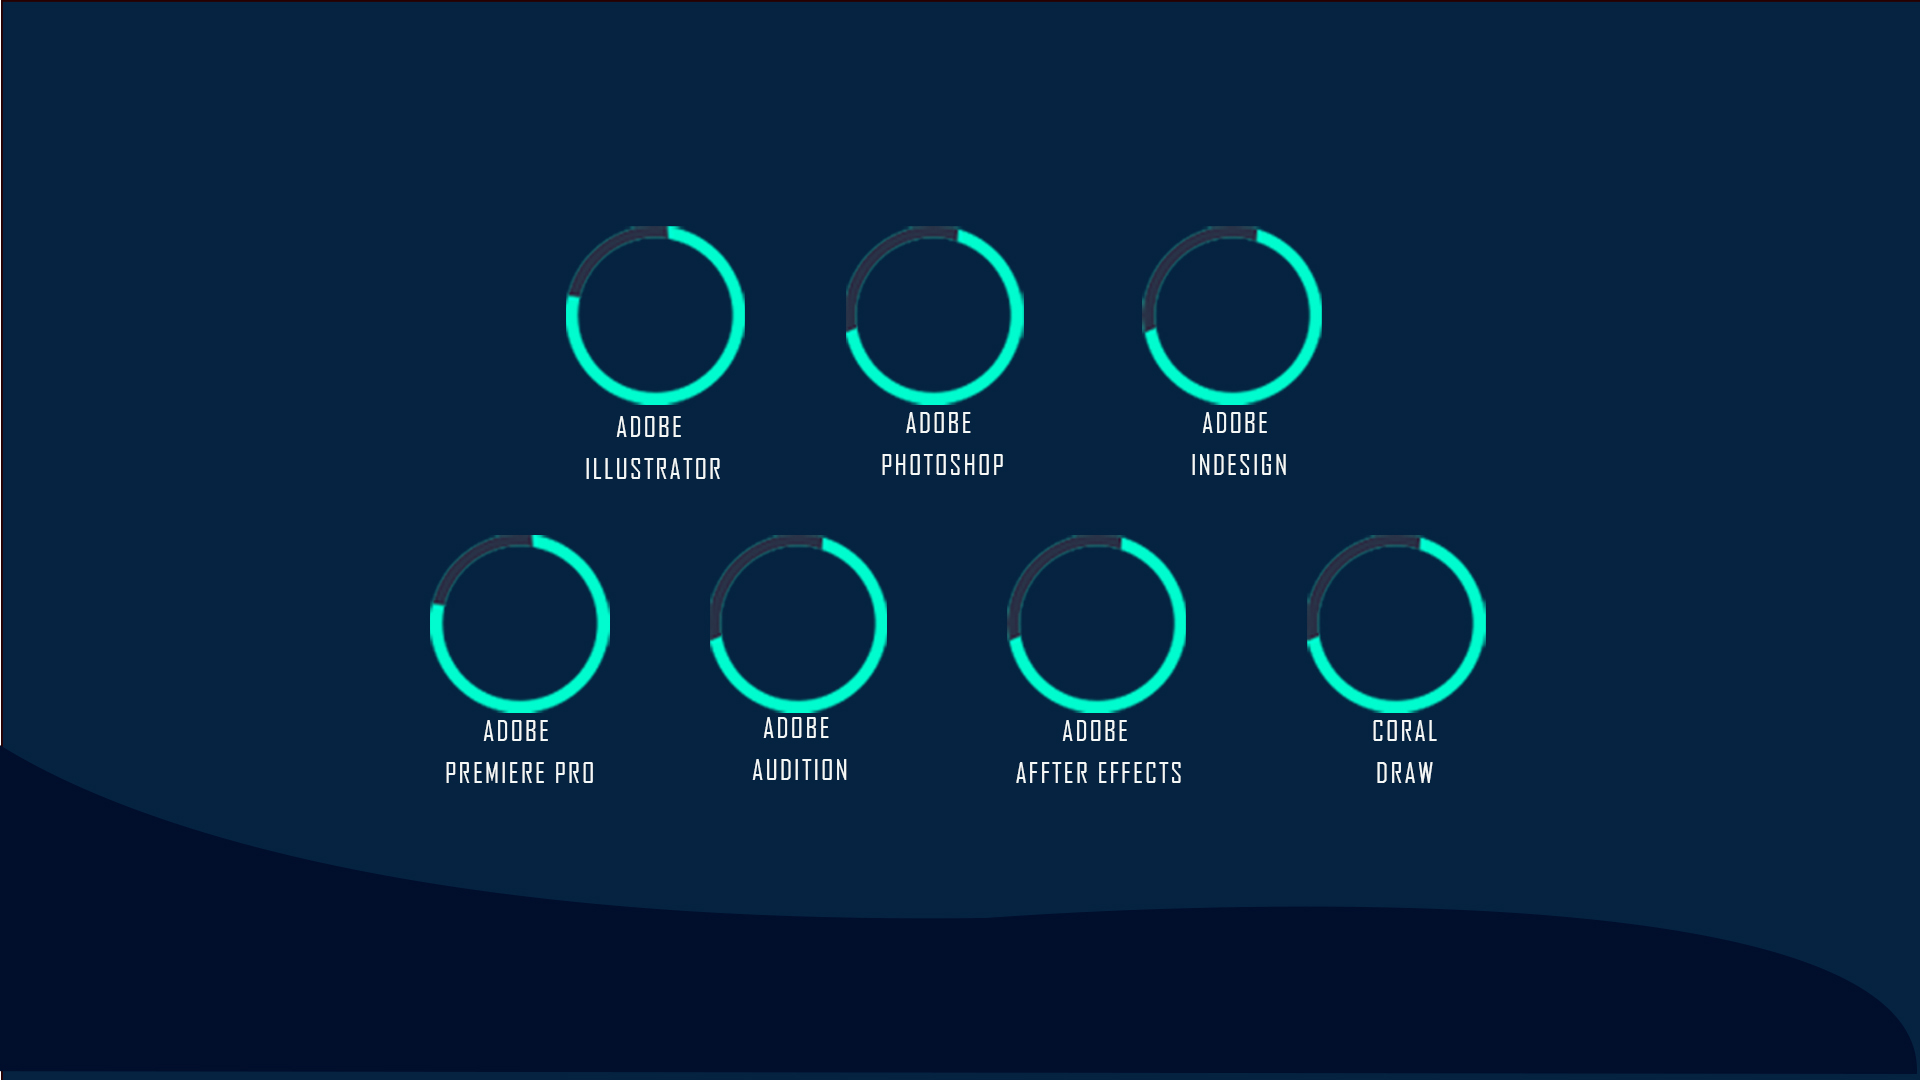 ADOBE
ILLUSTRATOR
ADOBE
PHOTOSHOP
ADOBE
INDESIGN
ADOBE
PREMIERE PRO
ADOBE
AUDITION
ADOBE
AFFTER EFFECTS
CORAL
DRAW